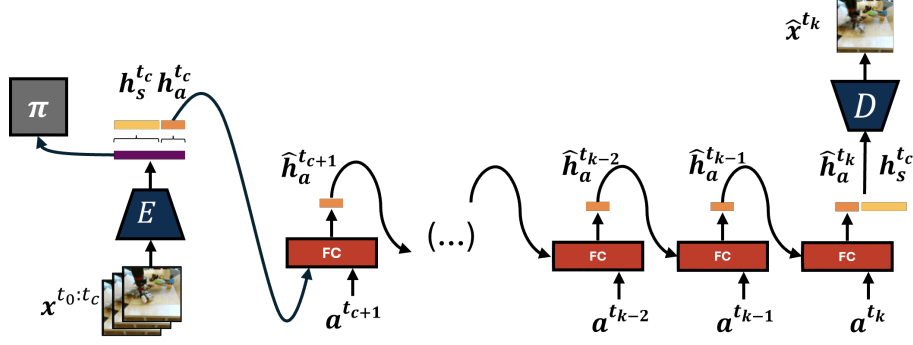 π
h_s^{t_c} h_a^{t_c}
E
x^{t_0:t_c}
ĥ_a^{t_{c+1}}
FC
a^{t_{c+1}}
(...)
ĥ_a^{t_{k-2}}
FC
a^{t_{k-2}}
ĥ_a^{t_{k-1}}
FC
a^{t_{k-1}}
x̂^{t_k}
D
ĥ_a^{t_k} h_s^{t_c}
FC
a^{t_k}